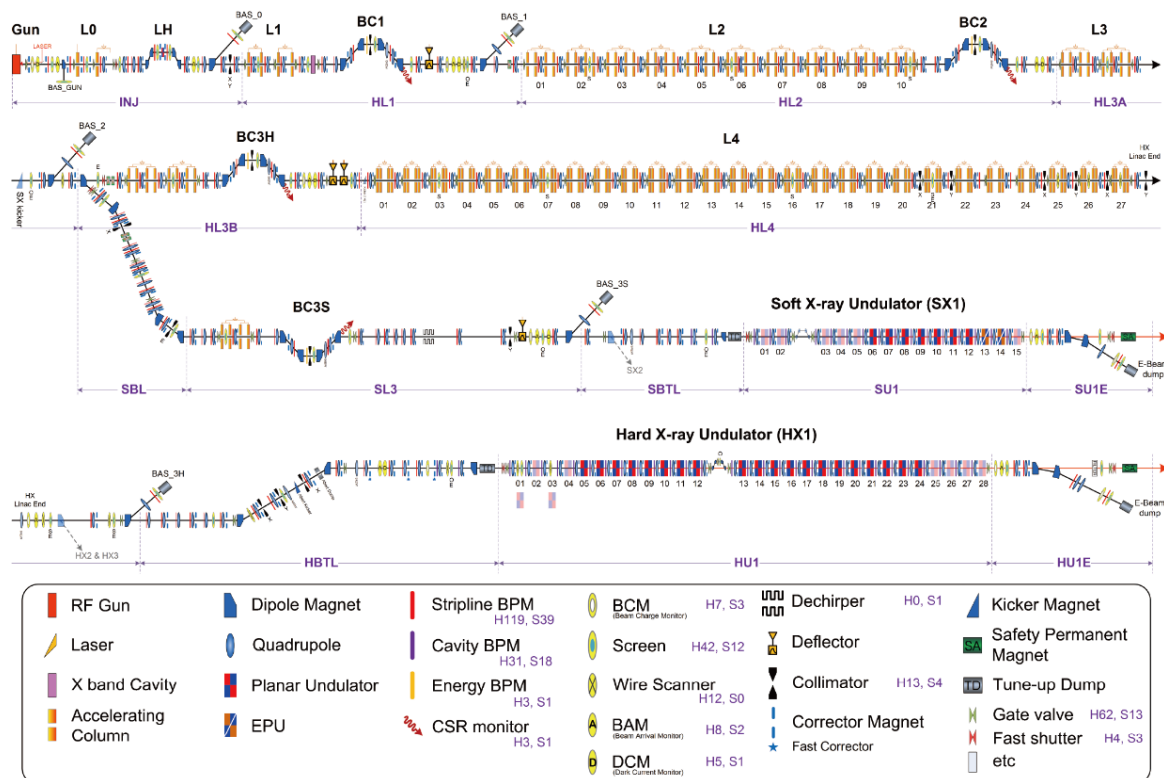 Gun L0 LH BAS_0 L1 BC1 BAS_1 L2 BC2 L3
LASER
BAS_GUN
X
Y
D
E
S S S S
01 02 03 04 05 06 07 08 09 10
INJ HL1 HL2 HL3A
BAS_2 BC3H L4 HX
Linac End
SX kicker
E
S S S
01 02 03 04 05 06 07 08 09 10 11 12 13 14 15 16 17 18 19 20 21 22 23 24 25 26 27
HL3B HL4
BC3S BAS_3S Soft X-ray Undulator (SX1)
SX2
01 02 03 04 05 06 07 08 09 10 11 12 13 14 15
E-Beam
dump
SBL SL3 SBTL SU1 SU1E
Hard X-ray Undulator (HX1)
BAS_3H
HX
Linac End
HX2 & HX3
01 02 03 04 05 06 07 08 09 10 11 12 13 14 15 16 17 18 19 20 21 22 23 24 25 26 27 28
E-Beam
dump
HBTL HU1 HU1E
RF Gun
Laser
X band Cavity
Accelerating
Column
Dipole Magnet
Quadrupole
Planar Undulator
EPU
Stripline BPM
H119, S39
Cavity BPM
H31, S18
Energy BPM
H3, S1
CSR monitor
H3, S1
BCM H7, S3
(Beam Charge Monitor)
Screen H42, S12
Wire Scanner
H12, S0
A BAM H8, S2
(Beam Arrival Monitor)
D DCM H5, S1
(Dark Current Monitor)
Dechirper H0, S1
Deflector
Collimator H13, S4
Corrector Magnet
Fast Corrector
Kicker Magnet
SA Safety Permanent
Magnet
TD Tune-up Dump
Gate valve H62, S13
Fast shutter H4, S3
etc